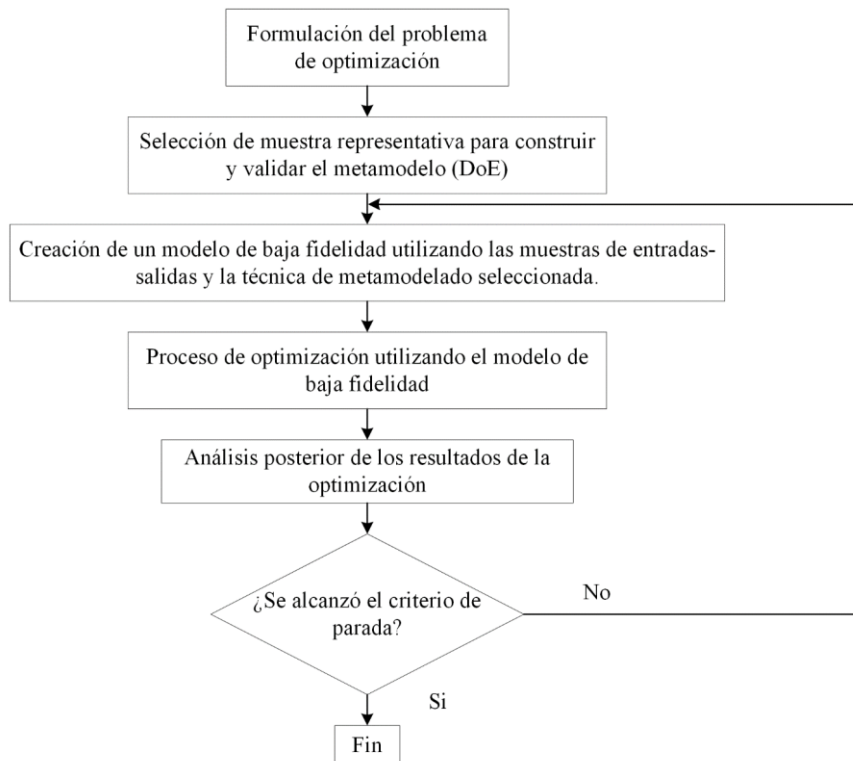 Formulación del problema
de optimización
Selección de muestra representativa para construir
y validar el metamodelo (DoE)
Creación de un modelo de baja fidelidad utilizando las muestras de entradas-
salidas y la técnica de metamodelado seleccionada.
Proceso de optimización utilizando el modelo de
baja fidelidad
Análisis posterior de los resultados de la
optimización
¿Se alcanzó el criterio de
parada?
No
Si
Fin